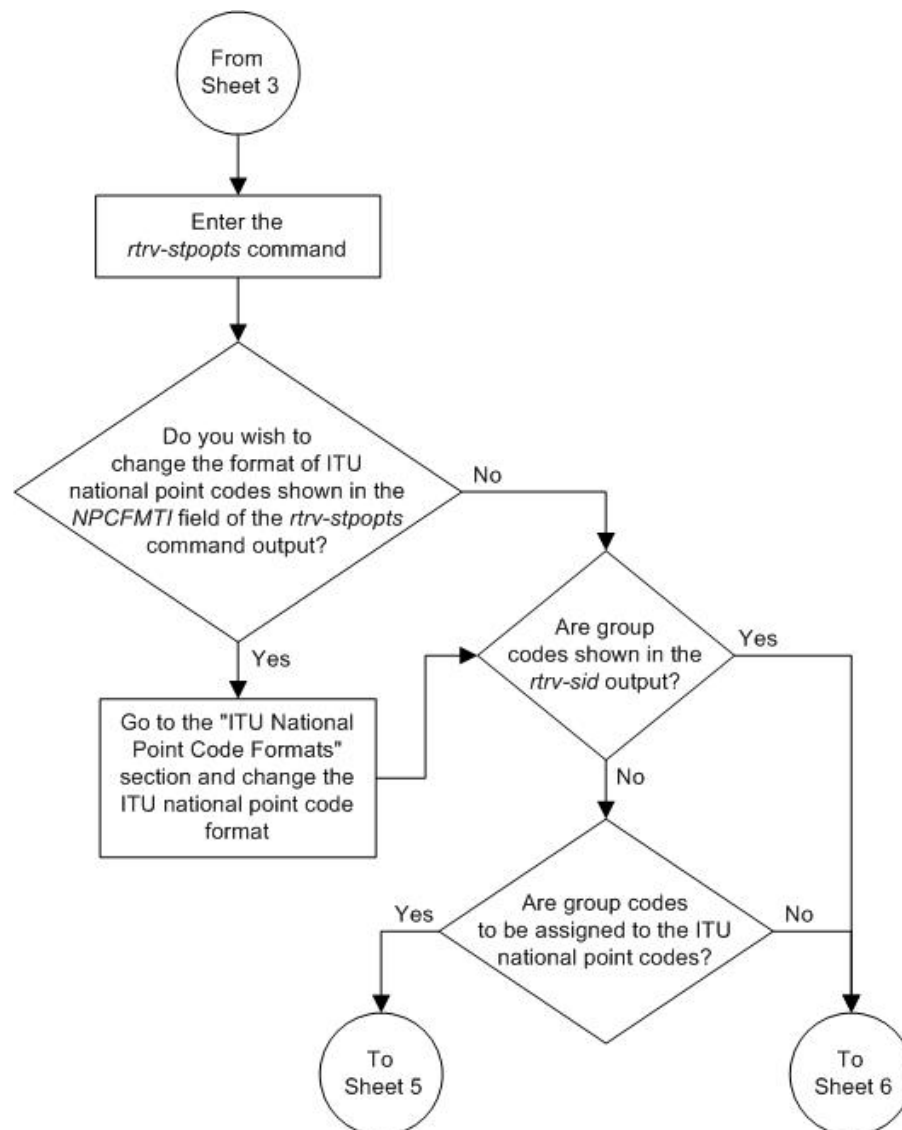 From
Sheet 3
Enter the
rtrv-stpopts command
Do you wish to
change the format of ITU
national point codes shown in the
NPCFMTI field of the rtrv-stpopts
command output?
No
Yes
Are group
codes shown in the
rtrv-sid output?
Yes
Go to the "ITU National
Point Code Formats"
section and change the
ITU national point code
format
No
Are group codes
to be assigned to the ITU
national point codes?
Yes
No
To
Sheet 5
To
Sheet 6